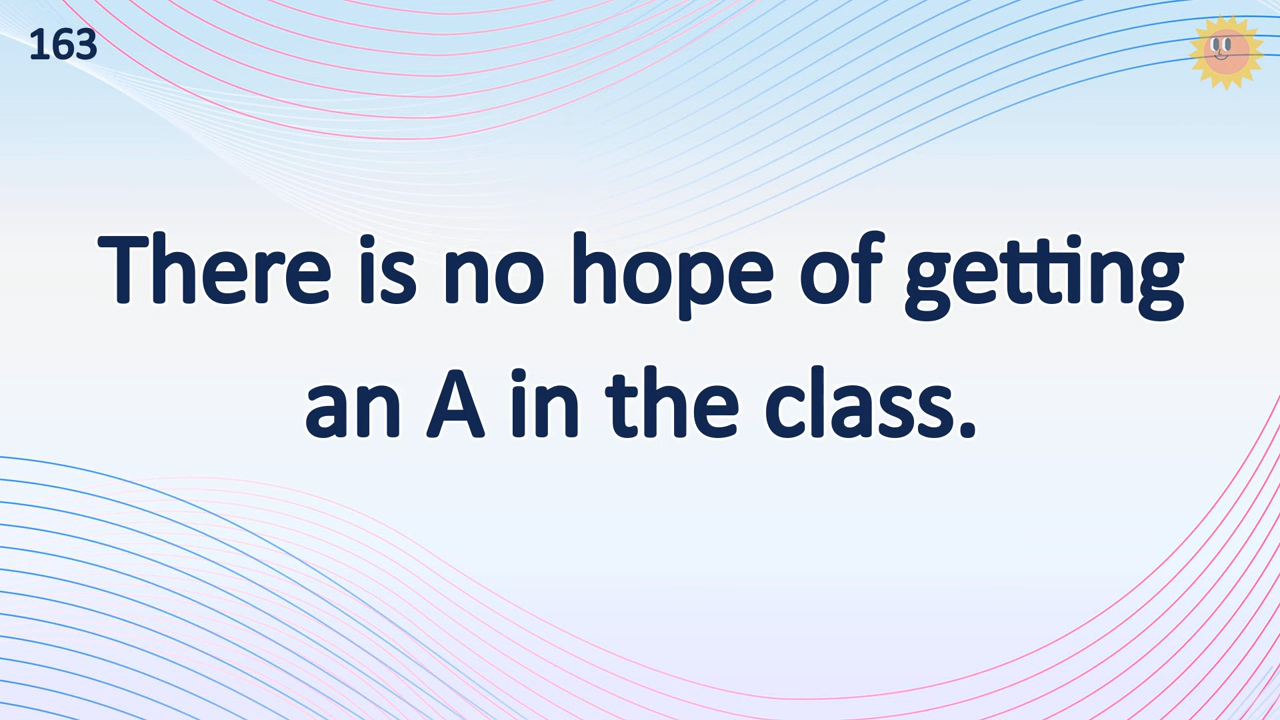 163
There is no hope of getting
an A in the class.